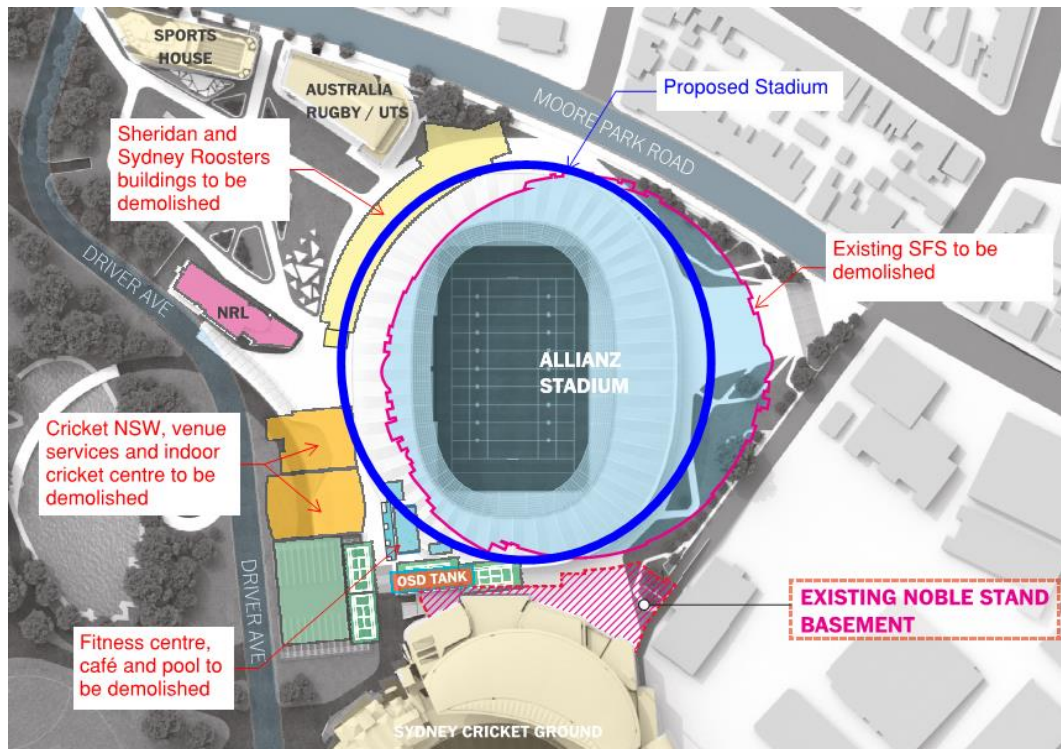 SPORTS
HOUSE
AUSTRALIA
RUGBY / UTS
Proposed Stadium
MOORE PARK ROAD
Sheridan and
Sydney Roosters
buildings to be
demolished
Existing SFS to be
demolished
DRIVER AVE
NRL
ALLIANZ
STADIUM
Cricket NSW, venue
services and indoor
cricket centre to be
demolished
OSD TANK
DRIVER AVE
EXISTING NOBLE STAND
BASEMENT
Fitness centre,
café and pool to
be demolished
SYDNEY CRICKET GROUND